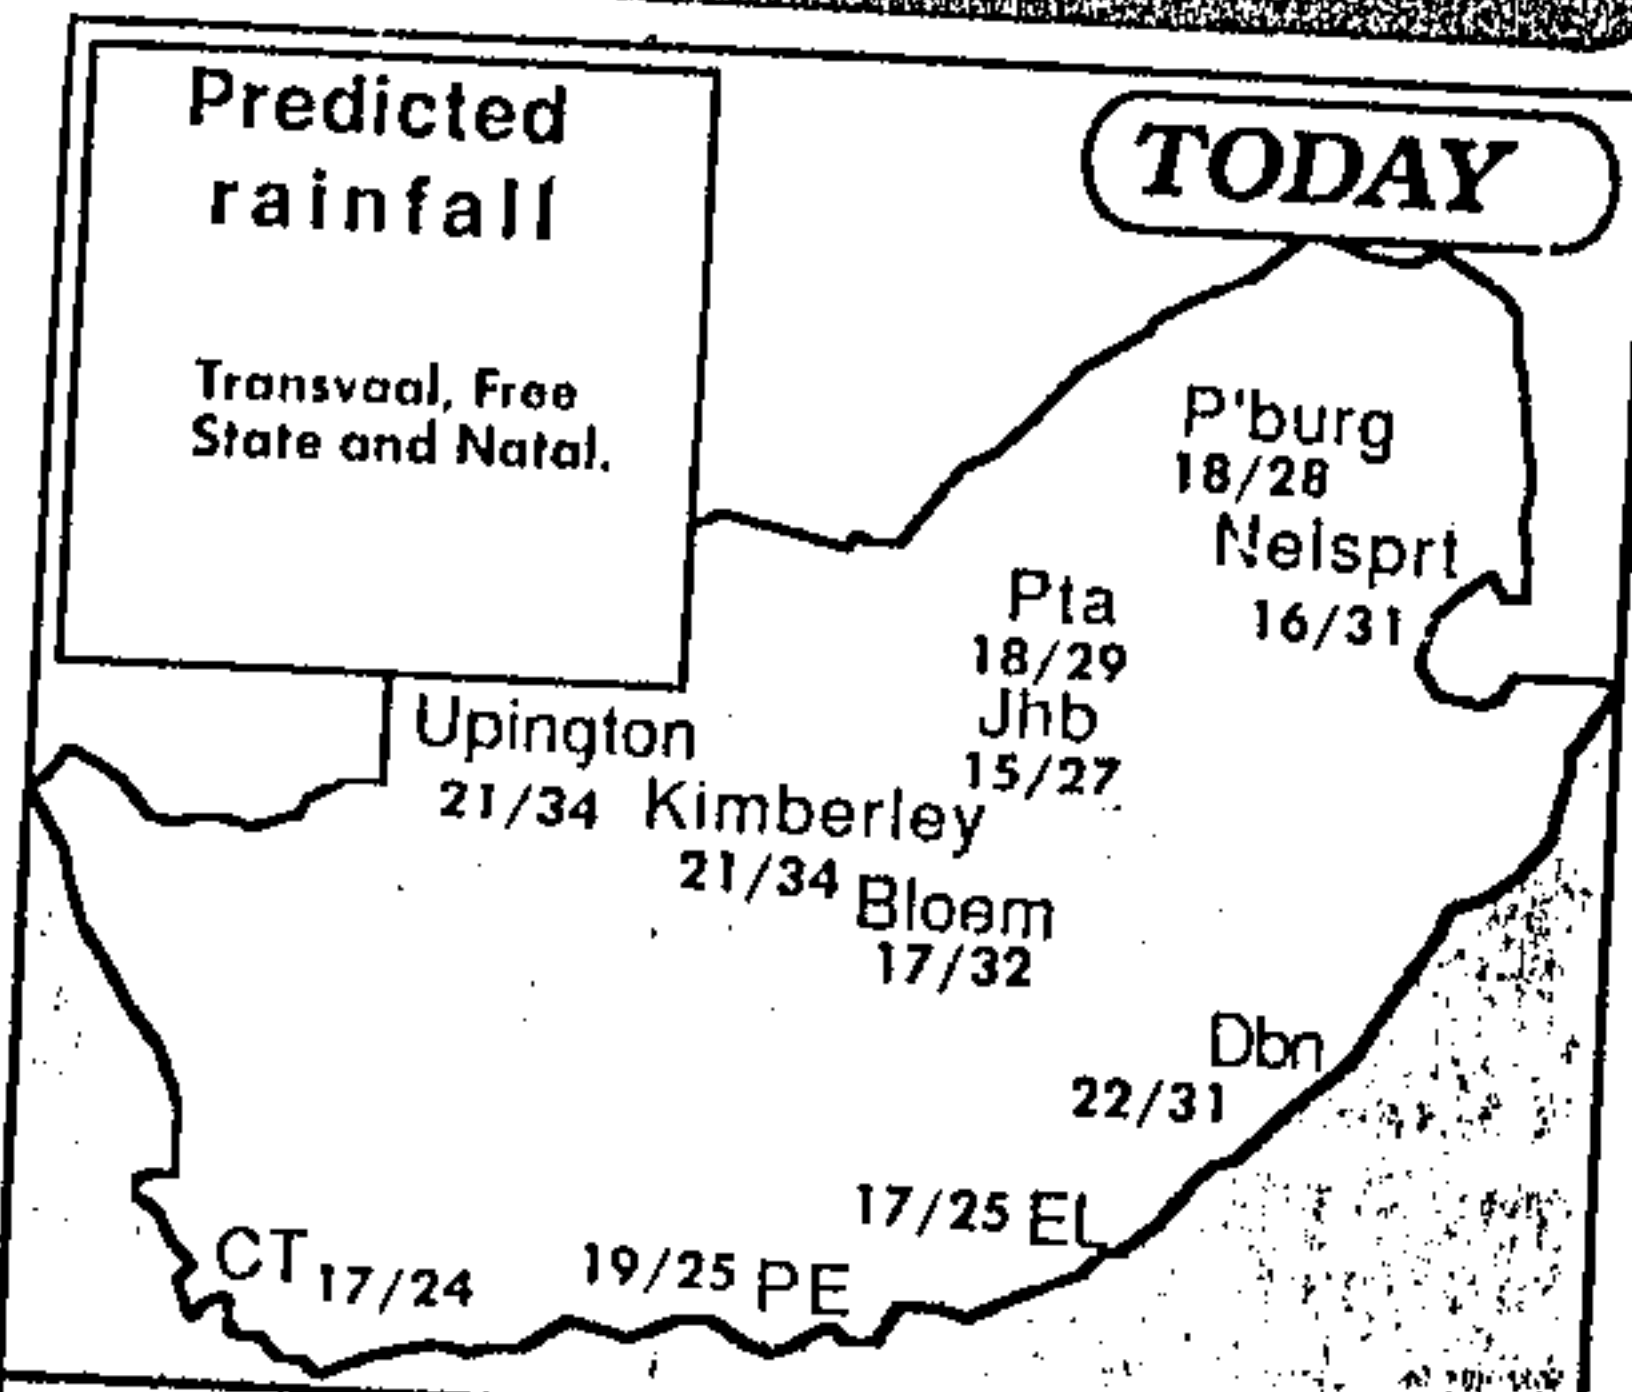 Predicted
rainfall
Transvaal, Free
State and Natal.
TODAY
P'burg
18/28
Nelsprt
16/31
Pta
18/29
Jhb
15/27
Upington
21/34
Kimberley
21/34
Bloem
17/32
Dbn
22/31
17/25 EL
CT 17/24
19/25 PE